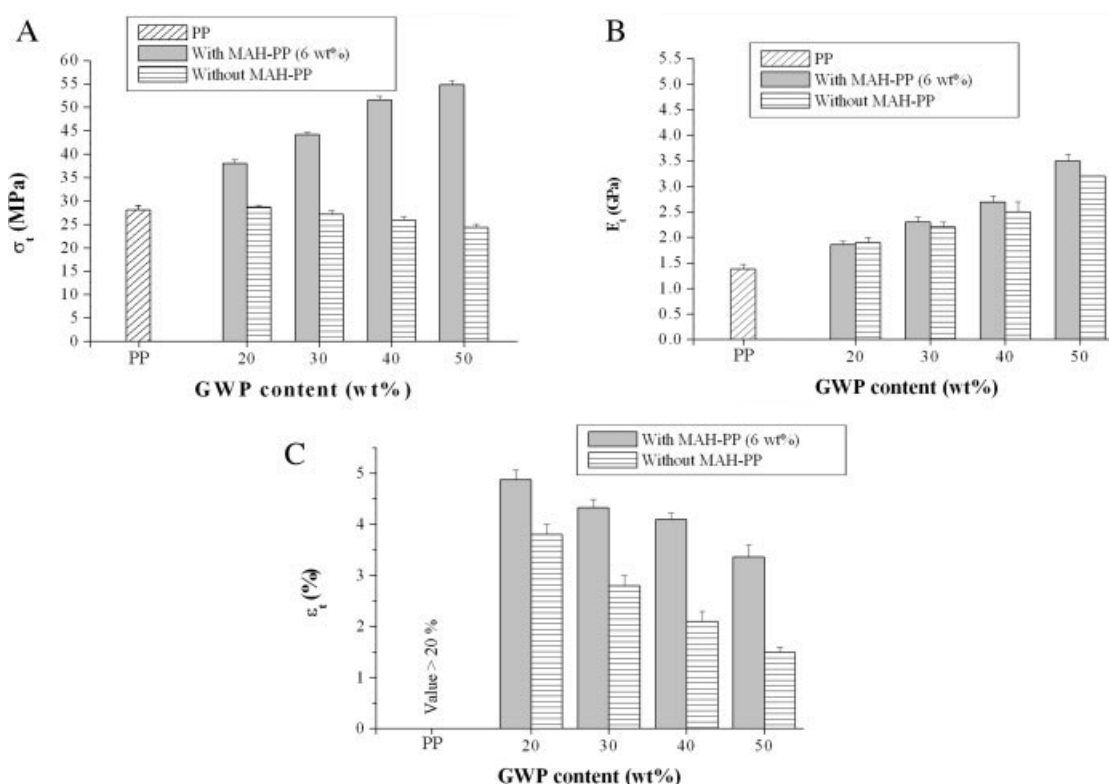 A
PP
With MAH-PP (6 wt%)
Without MAH-PP
60
55
50
45
40
35
30
25
20
15
10
5
0
σt (MPa)
PP
20
30
40
50
GWP content (wt%)
B
PP
With MAH-PP (6 wt%)
Without MAH-PP
5.5
5.0
4.5
4.0
3.5
3.0
2.5
2.0
1.5
1.0
0.5
0.0
Et (GPa)
PP
20
30
40
50
GWP content (wt%)
C
With MAH-PP (6 wt%)
Without MAH-PP
5
4
3
2
1
0
εt (%)
Value > 20 %
PP
20
30
40
50
GWP content (wt%)